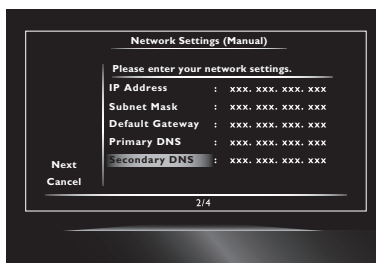 Network Settings (Manual)
Please enter your network settings.
IP Address : xxx. xxx. xxx. xxx
Subnet Mask : xxx. xxx. xxx. xxx
Default Gateway : xxx. xxx. xxx. xxx
Primary DNS : xxx. xxx. xxx. xxx
Secondary DNS : xxx. xxx. xxx. xxx
Next
Cancel
2/4